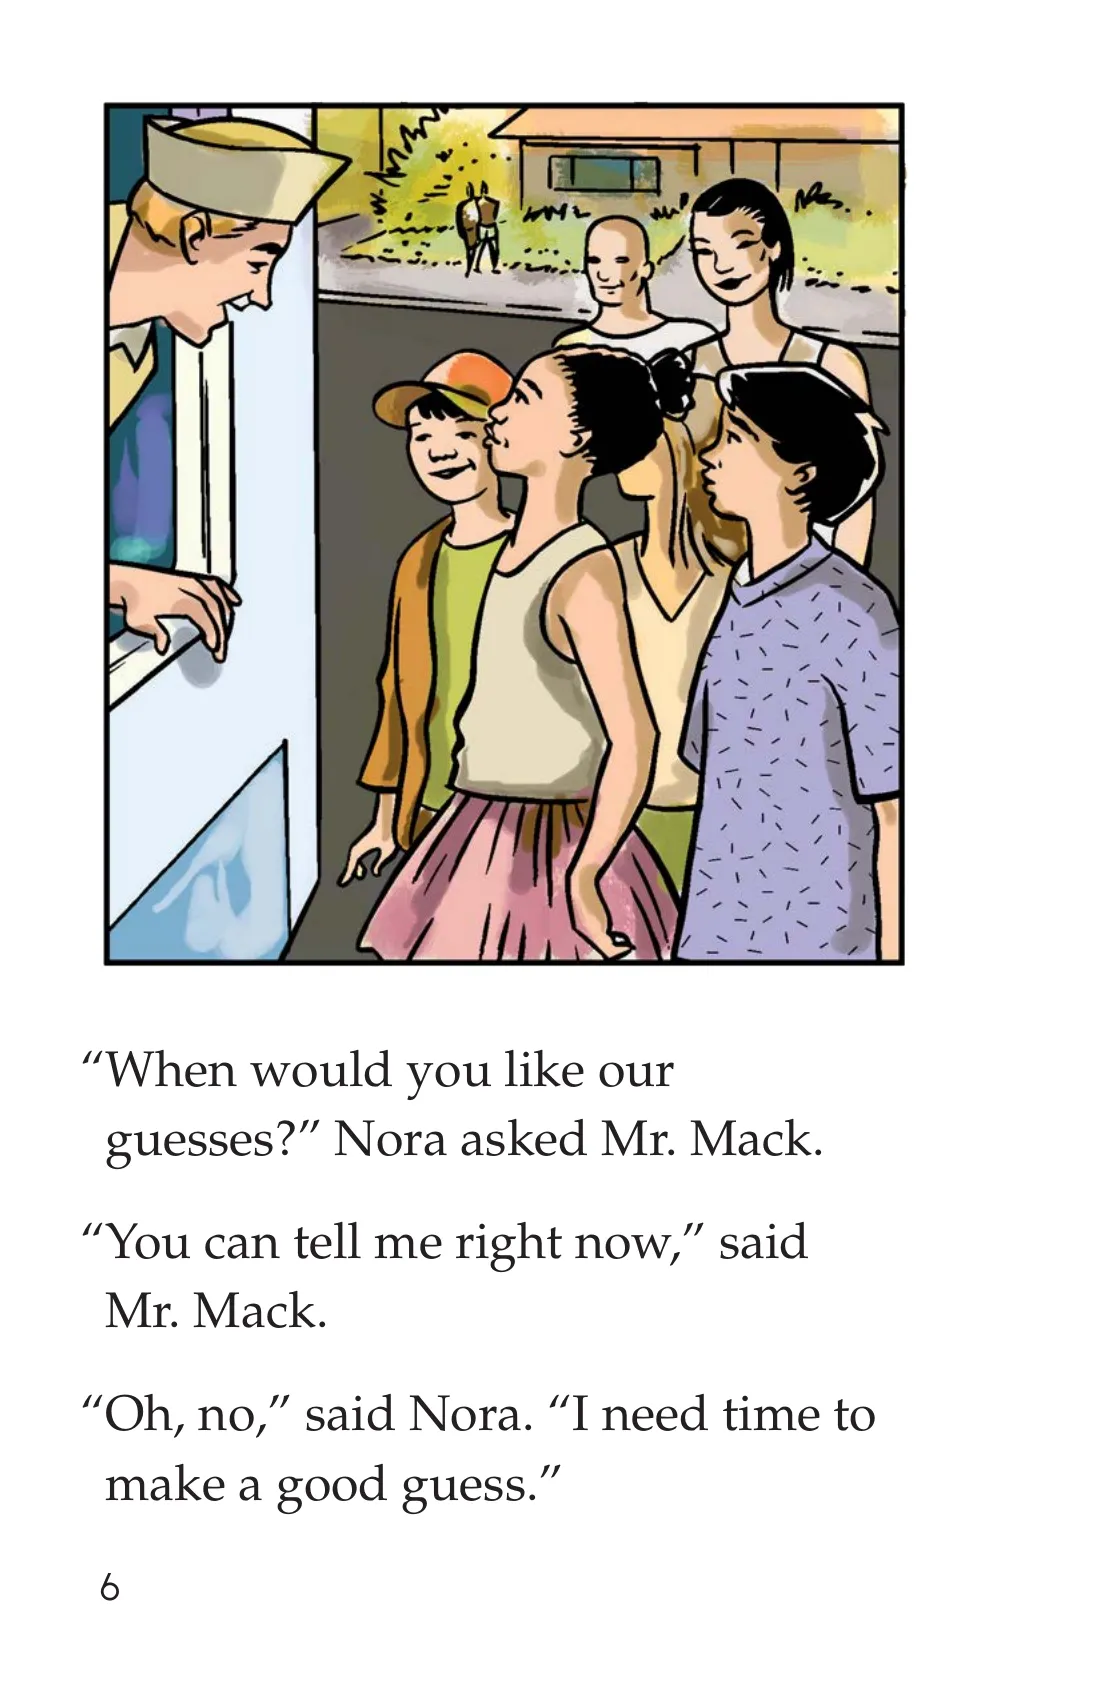 “When would you like our
guesses?” Nora asked Mr. Mack.
“You can tell me right now,” said
Mr. Mack.
“Oh, no,” said Nora. “I need time to
make a good guess.”
6